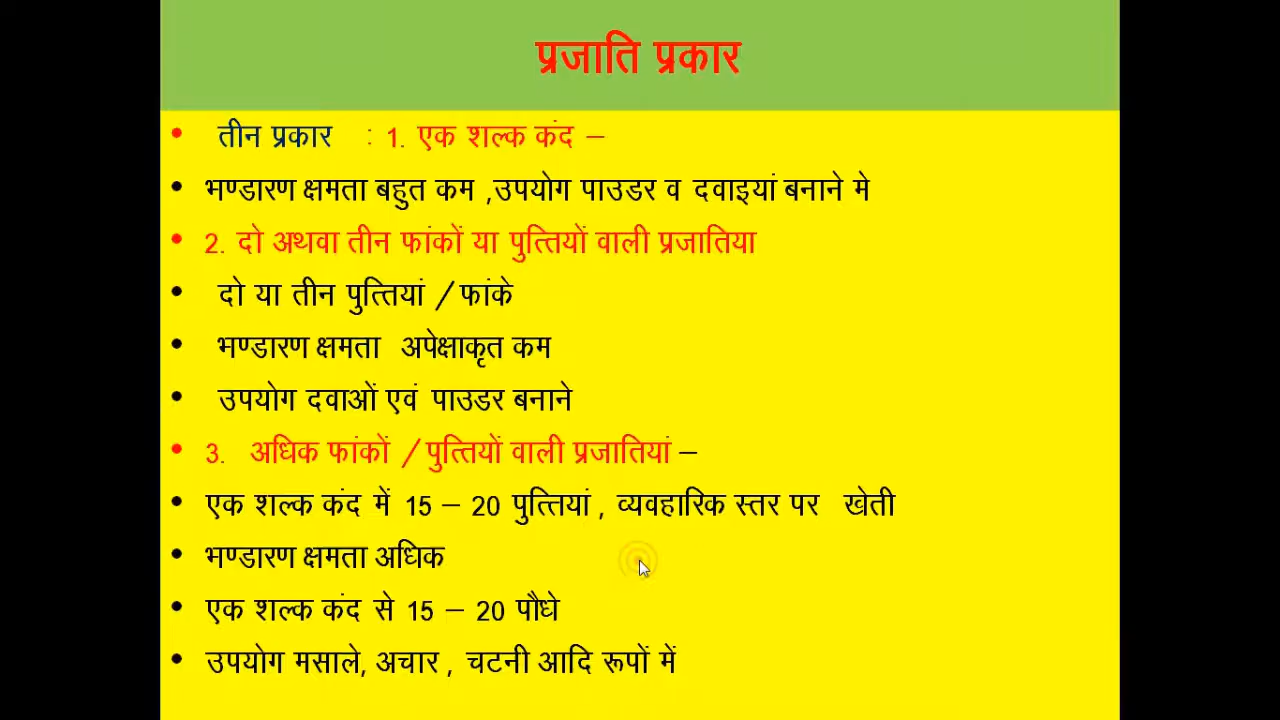 प्रजाति प्रकार
• तीन प्रकार : 1. एक शल्क कंद –
• भण्डारण क्षमता बहुत कम ,उपयोग पाउडर व दवाइयां बनाने मे
• 2. दो अथवा तीन फांकों या पुत्तियों वाली प्रजातिया
• दो या तीन पुत्तियां / फांके
• भण्डारण क्षमता अपेक्षाकृत कम
• उपयोग दवाओं एवं पाउडर बनाने
• 3. अधिक फांकों / पुत्तियों वाली प्रजातियां –
• एक शल्क कंद में 15 – 20 पुत्तियां , व्यवहारिक स्तर पर खेती
• भण्डारण क्षमता अधिक
• एक शल्क कंद से 15 – 20 पौधे
• उपयोग मसाले, अचार , चटनी आदि रूपों में